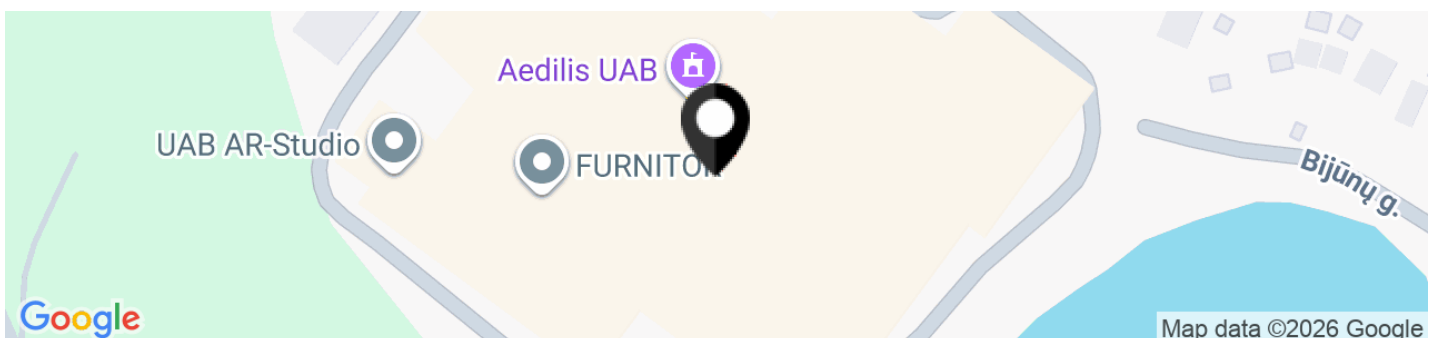 Aedilis UAB
UAB AR-Studio
FURNITOR
Bijūnų g.
Google
Map data ©2026 Google